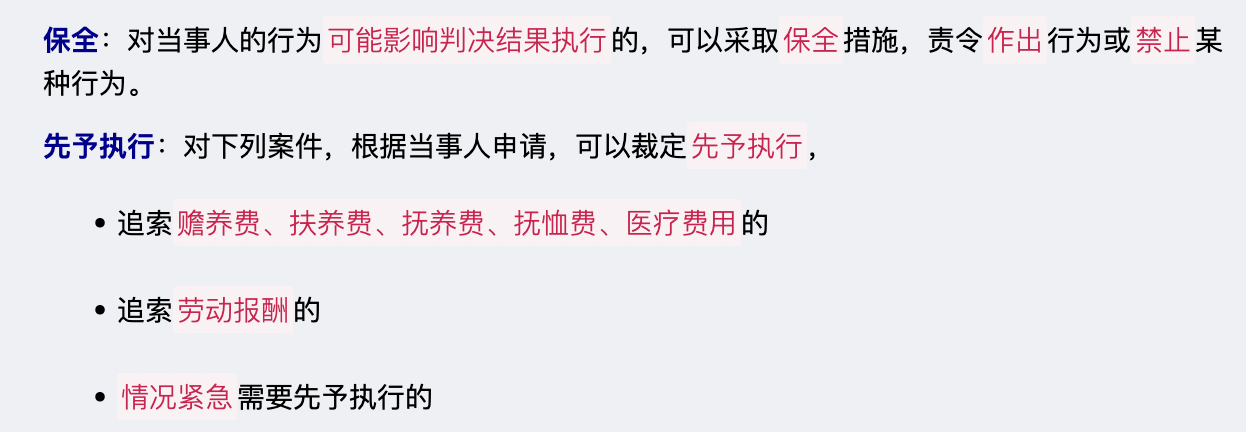 保全：对当事人的行为可能影响判决结果执行的，可以采取保全措施，责令作出行为或禁止某
种行为。
先予执行：对下列案件，根据当事人申请，可以裁定先予执行，
• 追索赡养费、扶养费、抚养费、抚恤费、医疗费用的
• 追索劳动报酬的
• 情况紧急需要先予执行的